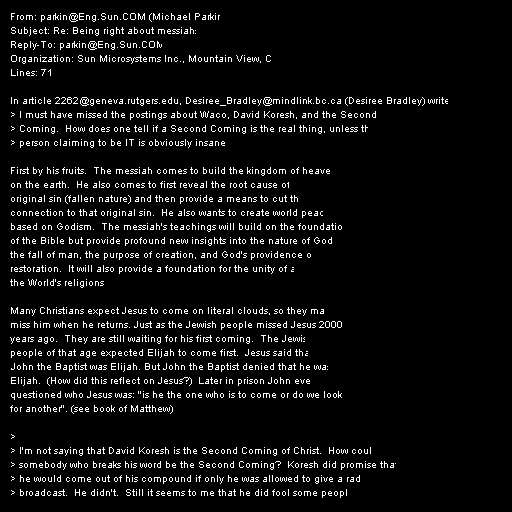 From: parkin@Eng.Sun.COM (Michael Parkin
Subject: Re: Being right about messiahs
Reply-To: parkin@Eng.Sun.COM
Organization: Sun Microsystems Inc., Mountain View, C
Lines: 71

In article 2262@geneva.rutgers.edu, Desiree_Bradley@mindlink.bc.ca (Desiree Bradley) write
> I must have missed the postings about Waco, David Koresh, and the Second
> Coming.  How does one tell if a Second Coming is the real thing, unless th
> person claiming to be IT is obviously insane

First by his fruits.  The messiah comes to build the kingdom of heave
on the earth.  He also comes to first reveal the root cause of
original sin (fallen nature) and then provide a means to cut th
connection to that original sin.  He also wants to create world peac
based on Godism.  The messiah's teachings will build on the foundatio
of the Bible but provide profound new insights into the nature of God
the fall of man, the purpose of creation, and God's providence o
restoration.  It will also provide a foundation for the unity of a
the World's religions

Many Christians expect Jesus to come on literal clouds, so they ma
miss him when he returns. Just as the Jewish people missed Jesus 2000
years ago.  They are still waiting for his first coming.  The Jewis
people of that age expected Elijah to come first.  Jesus said tha
John the Baptist was Elijah. But John the Baptist denied that he was
Elijah.  (How did this reflect on Jesus?)  Later in prison John eve
questioned who Jesus was: "is he the one who is to come or do we look
for another". (see book of Matthew)

>
> I'm not saying that David Koresh is the Second Coming of Christ.  How coul
> somebody who breaks his word be the Second Coming?  Koresh did promise tha
> he would come out of his compound if only he was allowed to give a rad
> broadcast.  He didn't.  Still it seems to me that he did fool some peopl